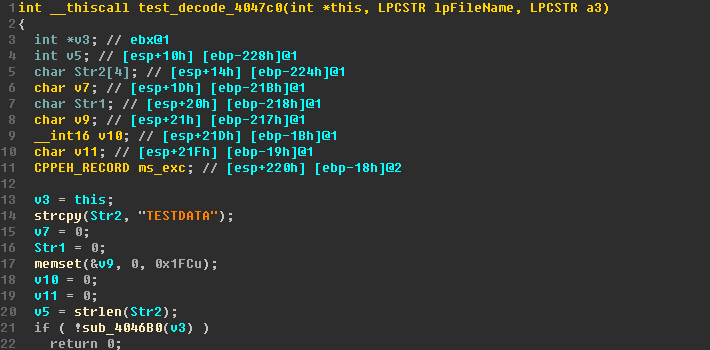 1 int __thiscall test_decode_4047c0(int *this, LPCSTR lpFileName, LPCSTR a3)
2 {
3   int *v3; // ebx@1
4   int v5; // [esp+10h] [ebp-228h]@1
5   char Str2[4]; // [esp+14h] [ebp-224h]@1
6   char v7; // [esp+1Dh] [ebp-21Bh]@1
7   char Str1; // [esp+20h] [ebp-218h]@1
8   char v9; // [esp+21h] [ebp-217h]@1
9   __int16 v10; // [esp+21Dh] [ebp-1Bh]@1
10   char v11; // [esp+21Fh] [ebp-19h]@1
11   CPPEH_RECORD ms_exc; // [esp+220h] [ebp-18h]@2
12
13   v3 = this;
14   strcpy(Str2, "TESTDATA");
15   v7 = 0;
16   Str1 = 0;
17   memset(&v9, 0, 0x1FCu);
18   v10 = 0;
19   v11 = 0;
20   v5 = strlen(Str2);
21   if ( !sub_4046B0(v3) )
22     return 0;